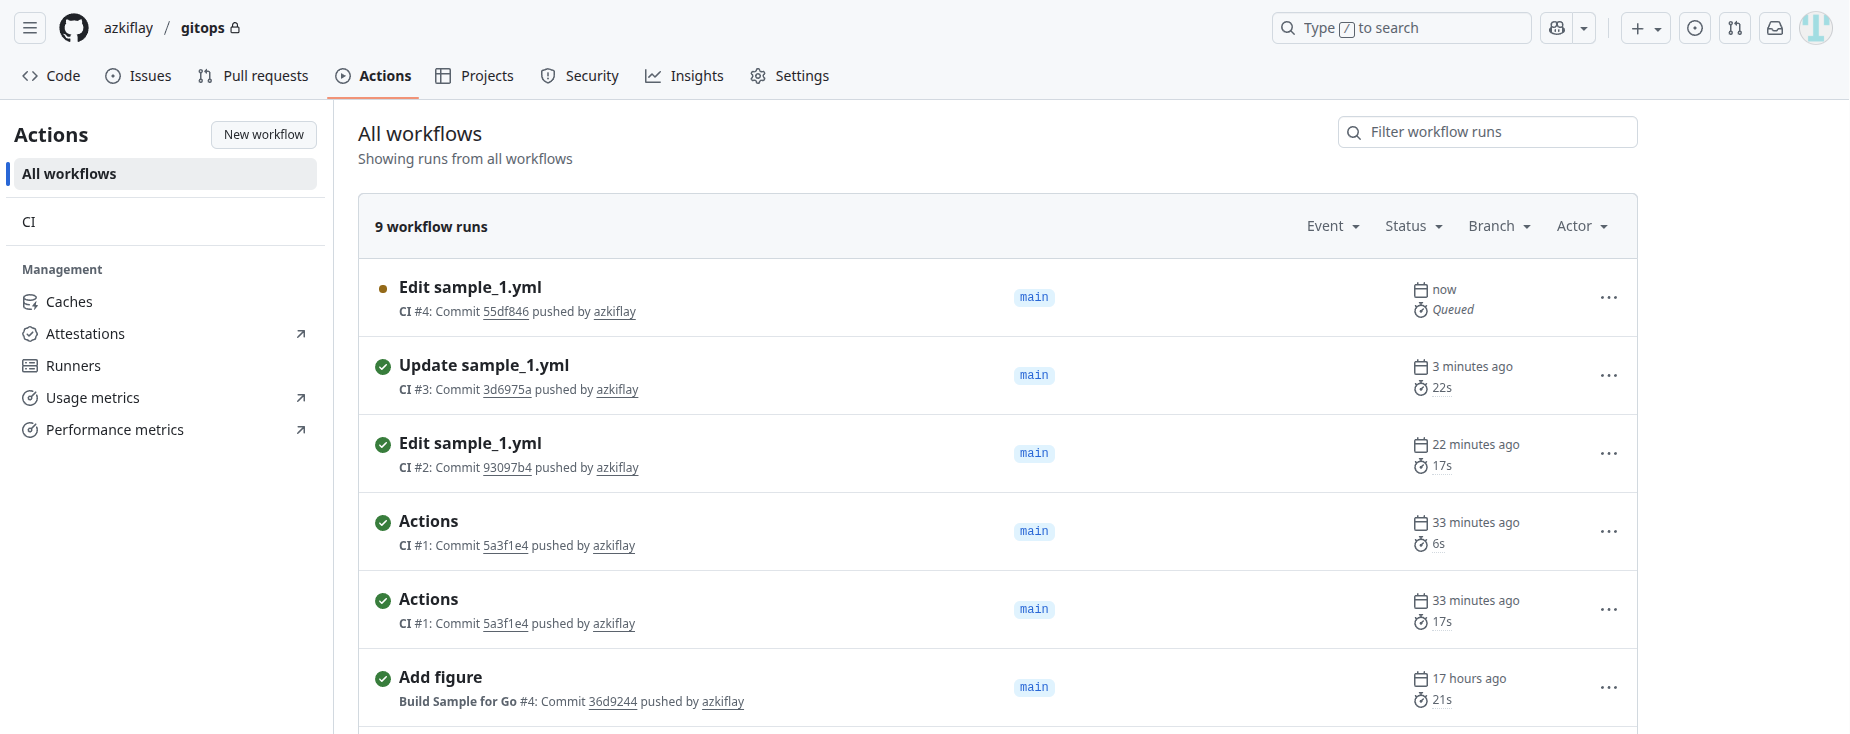 azkiflay / gitops
Type / to search
Code
Issues
Pull requests
Actions
Projects
Security
Insights
Settings
Actions
New workflow
All workflows
CI
Management
Caches
Attestations
Runners
Usage metrics
Performance metrics
All workflows
Showing runs from all workflows
Filter workflow runs
9 workflow runs
Event
Status
Branch
Actor
Edit sample_1.yml
CI #4: Commit 55df846 pushed by azkiflay
main
now
Queued
Update sample_1.yml
CI #3: Commit 3d6975a pushed by azkiflay
main
3 minutes ago
22s
Edit sample_1.yml
CI #2: Commit 93097b4 pushed by azkiflay
main
22 minutes ago
17s
Actions
CI #1: Commit 5a3f1e4 pushed by azkiflay
main
33 minutes ago
6s
Actions
CI #1: Commit 5a3f1e4 pushed by azkiflay
main
33 minutes ago
17s
Add figure
Build Sample for Go #4: Commit 36d9244 pushed by azkiflay
main
17 hours ago
21s